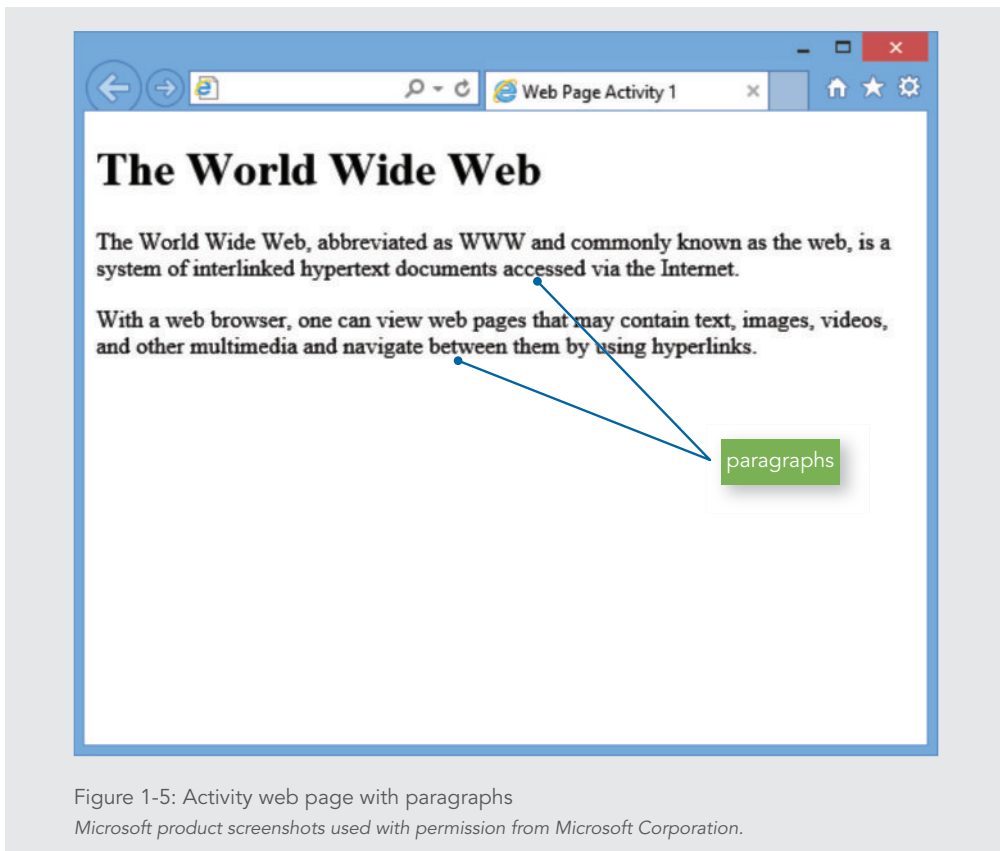 Web Page Activity 1
The World Wide Web
The World Wide Web, abbreviated as WWW and commonly known as the web, is a
system of interlinked hypertext documents accessed via the Internet.
With a web browser, one can view web pages that may contain text, images, videos,
and other multimedia and navigate between them by using hyperlinks.
paragraphs
Figure 1-5: Activity web page with paragraphs
Microsoft product screenshots used with permission from Microsoft Corporation.